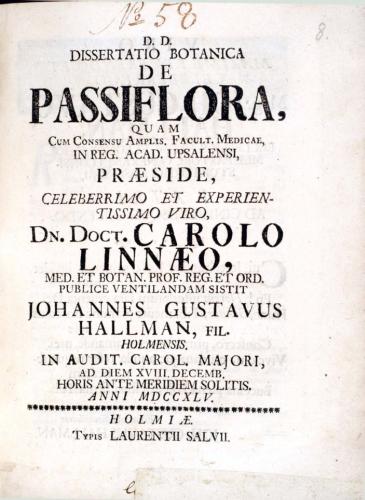 No 58
8.
D. D.
DISSERTATIO BOTANICA
DE
PASSIFLORA,
QUAM
CUM CONSENSU AMPLIS. FACULT. MEDICAE,
IN REG. ACAD. UPSALENSI,
PRÆSIDE,
CELEBERRIMO ET EXPERIEN-
TISSIMO VIRO,
DN. DOCT. CAROLO
LINNÆO,
MED. ET BOTAN. PROF. REG. ET ORD.
PUBLICE VENTILANDAM SISTIT
JOHANNES GUSTAVUS
HALLMAN, FIL.
HOLMENSIS.
IN AUDIT. CAROL. MAJORI,
AD DIEM XVIII. DECEMB.
HORIS ANTE MERIDIEM SOLITIS.
ANNI MDCCXLV.
HOLMIÆ.
TYPIS LAURENTII SALVII.